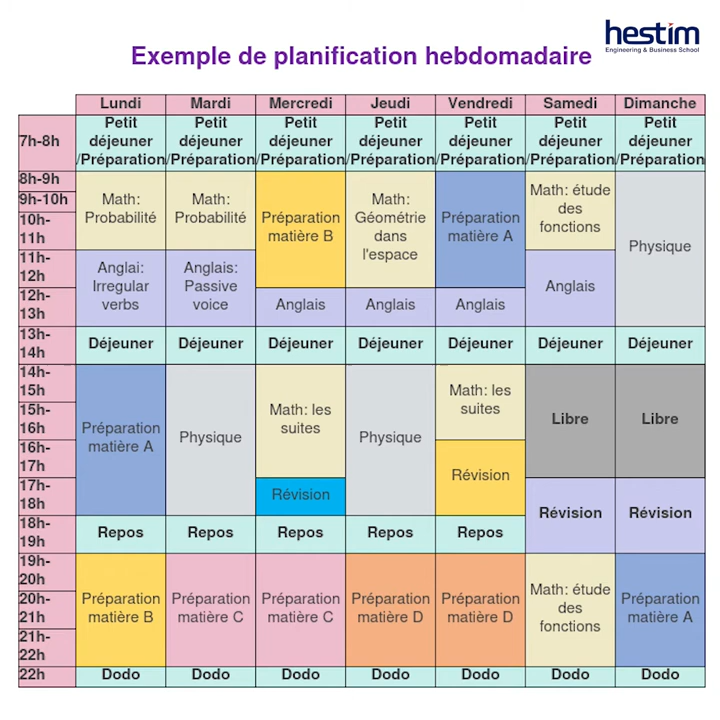 hestim
Engineering & Business School
Exemple de planification hebdomadaire
Lundi Mardi Mercredi Jeudi Vendredi Samedi Dimanche
7h-8h
Petit
déjeuner
/Préparation
Petit
déjeuner
/Préparation
Petit
déjeuner
/Préparation
Petit
déjeuner
/Préparation
Petit
déjeuner
/Préparation
Petit
déjeuner
/Préparation
Petit
déjeuner
/Préparation
8h-9h
9h-10h
10h-
11h
Math:
Probabilité
Math:
Probabilité
Préparation
matière B
Math:
Géométrie
dans
l'espace
Préparation
matière A
Math: étude
des
fonctions
Physique
11h-
12h
Anglai:
Irregular
verbs
Anglais:
Passive
voice
Anglais
12h-
13h
Anglais
Anglais
Anglais
13h-
14h
Déjeuner Déjeuner Déjeuner Déjeuner Déjeuner Déjeuner Déjeuner
14h-
15h
15h-
16h
16h-
17h
Préparation
matière A
Physique
Math: les
suites
Physique
Math: les
suites
Libre
Libre
Révision
17h-
18h
Révision
Révision
Révision
18h-
19h
Repos Repos Repos Repos Repos
19h-
20h
20h-
21h
21h-
22h
Préparation
matière B
Préparation
matière C
Préparation
matière C
Préparation
matière D
Préparation
matière D
Math: étude
des
fonctions
Préparation
matière A
22h
Dodo Dodo Dodo Dodo Dodo Dodo Dodo